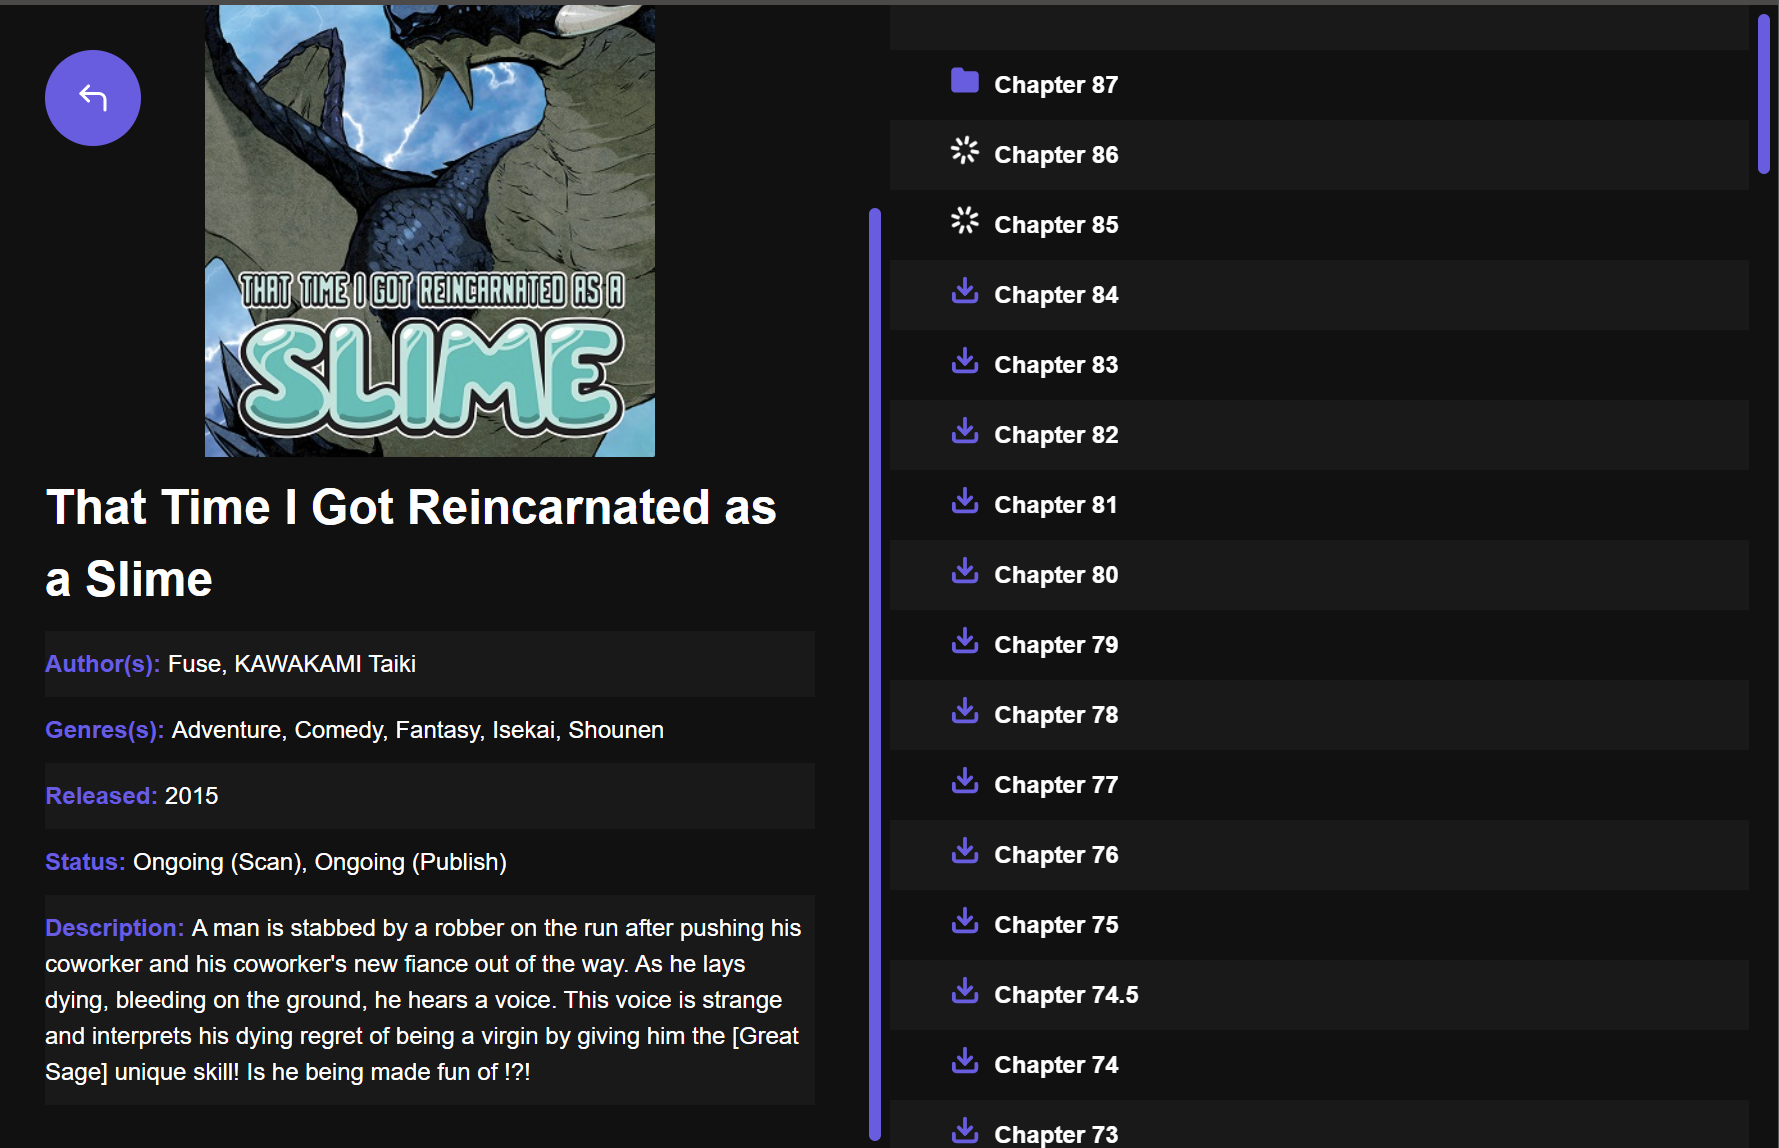 THAT TIME I GOT REINCARNATED AS A
SLIME
That Time I Got Reincarnated as
a Slime
Author(s): Fuse, KAWAKAMI Taiki
Genres(s): Adventure, Comedy, Fantasy, Isekai, Shounen
Released: 2015
Status: Ongoing (Scan), Ongoing (Publish)
Description: A man is stabbed by a robber on the run after pushing his
coworker and his coworker's new fiance out of the way. As he lays
dying, bleeding on the ground, he hears a voice. This voice is strange
and interprets his dying regret of being a virgin by giving him the [Great
Sage] unique skill! Is he being made fun of !?!
Chapter 87
Chapter 86
Chapter 85
Chapter 84
Chapter 83
Chapter 82
Chapter 81
Chapter 80
Chapter 79
Chapter 78
Chapter 77
Chapter 76
Chapter 75
Chapter 74.5
Chapter 74
Chapter 73